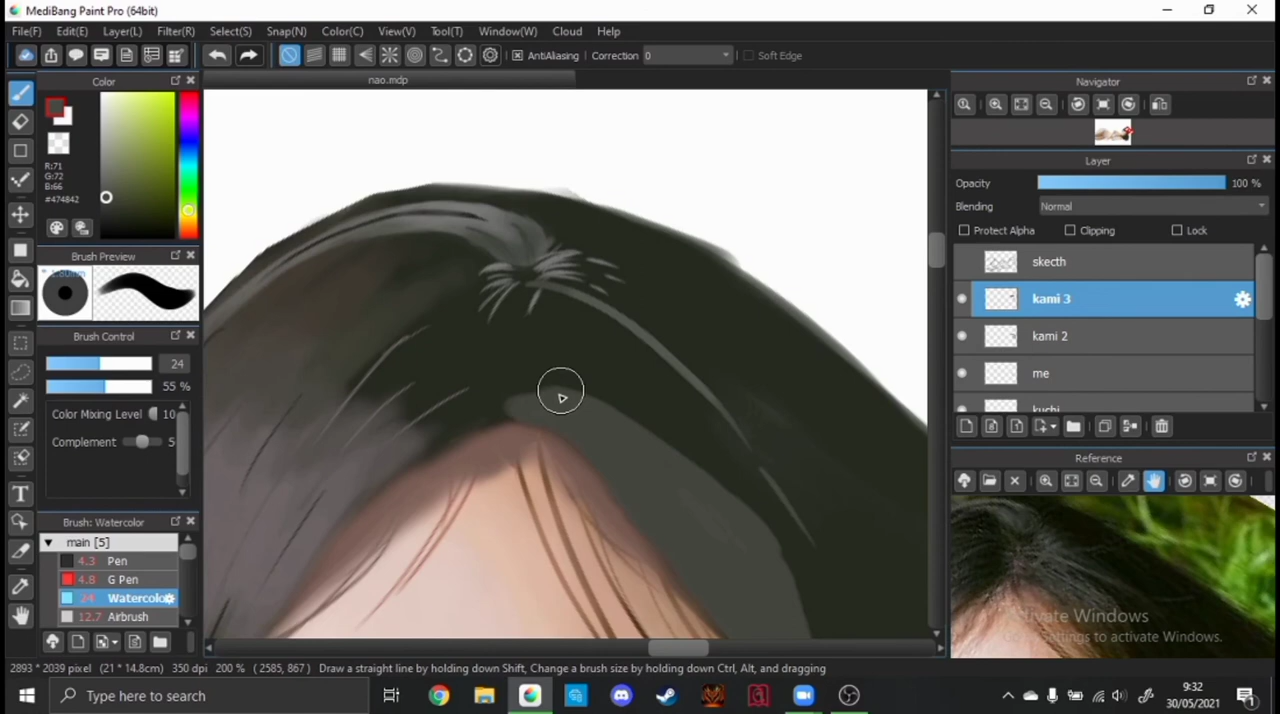 MediBang Paint Pro (64bit)
File(F) Edit(E) Layer(L) Filter(R) Select(S) Snap(N) Color(C) View(V) Tool(T) Window(W) Cloud Help
AntiAliasing Correction 0 Soft Edge
Color
nao.mdp
Navigator
R:71
G:72
B:66
#474842
Layer
Opacity 100 %
Blending Normal
Protect Alpha Clipping Lock
Brush Preview
* 1.80mm
skecth
kami 3
kami 2
me
kuchi
Brush Control
24
55 %
Color Mixing Level 10
Complement 5
Reference
Brush: Watercolor
main [5]
4.3 Pen
4.8 G Pen
24 Watercolo
12.7 Airbrush
Activate Windows
Settings to activate Windows.
2893 * 2039 pixel (21 * 14.8cm) 350 dpi 200 % ( 2585, 867 ) Draw a straight line by holding down Shift, Change a brush size by holding down Ctrl, Alt, and dragging
Type here to search
9:32
30/05/2021
1